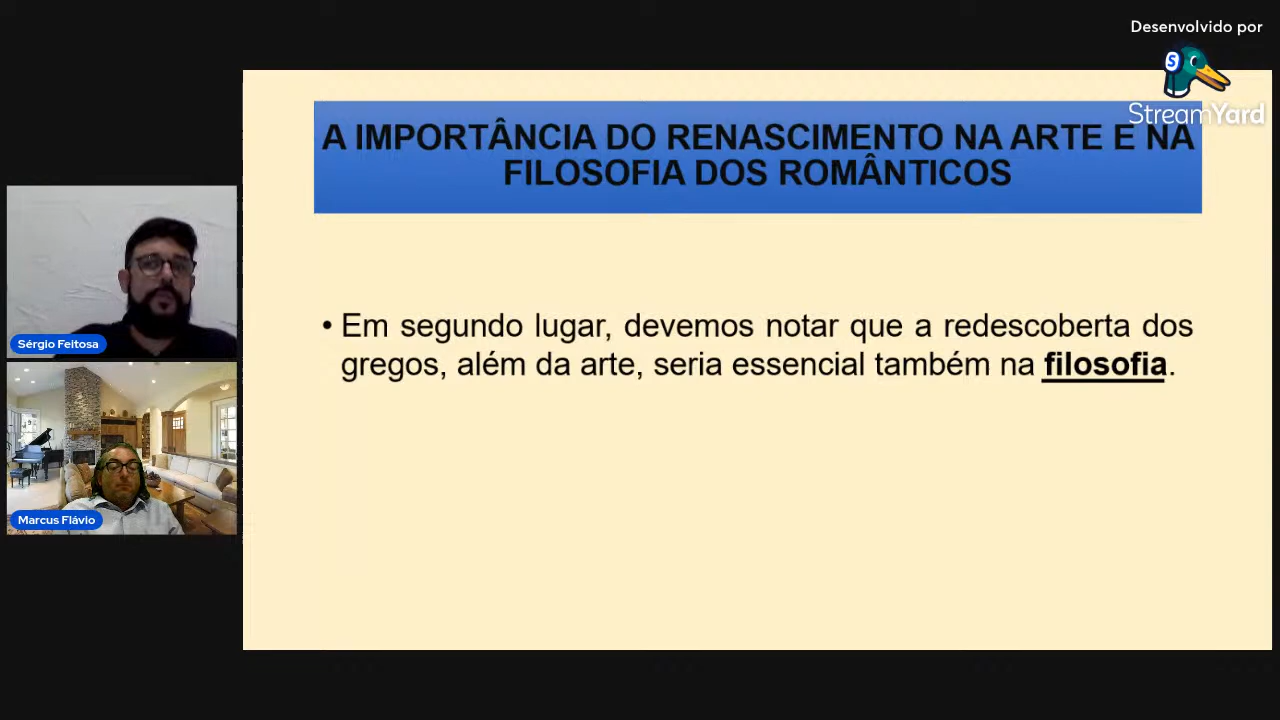 Desenvolvido por
StreamYard
A IMPORTÂNCIA DO RENASCIMENTO NA ARTE E NA
FILOSOFIA DOS ROMÂNTICOS
• Em segundo lugar, devemos notar que a redescoberta dos
gregos, além da arte, seria essencial também na filosofia.
Sérgio Feitosa
Marcus Flávio